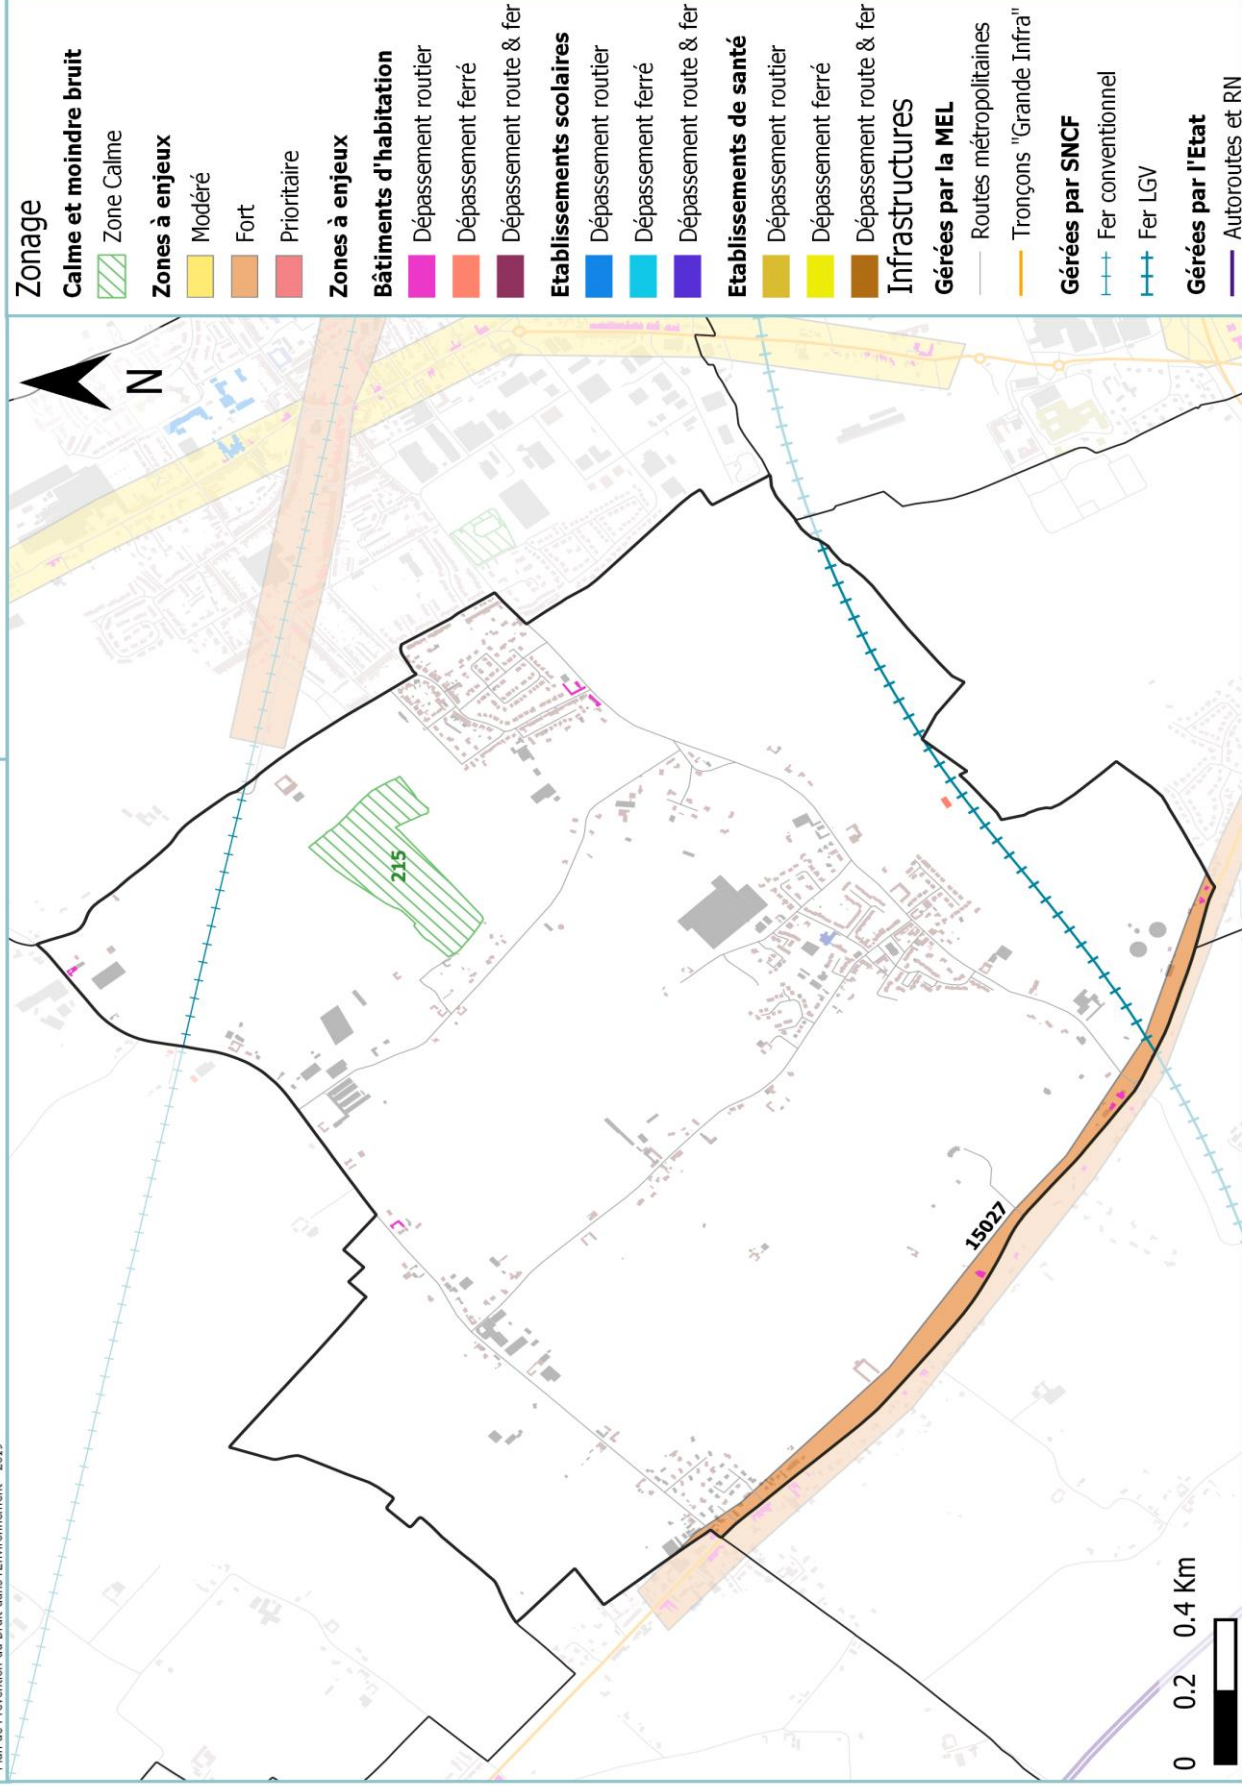 Zonage
Calme et moindre bruit
Zone Calme
Zones à enjeux
Modéré
Fort
Prioritaire
Zones à enjeux
Bâtiments d'habitation
Dépassement routier
Dépassement ferré
Dépassement route & fer
Etablissements scolaires
Dépassement routier
Dépassement ferré
Dépassement route & fer
Etablissements de santé
Dépassement routier
Dépassement ferré
Dépassement route & fer
Infrastructures
Gérées par la MEL
Routes métropolitaines
Tronçons "Grande Infra"
Gérées par SNCF
Fer conventionnel
Fer LGV
Gérées par l'Etat
Autoroutes et RN
N
215
15027
0 0.2 0.4 Km